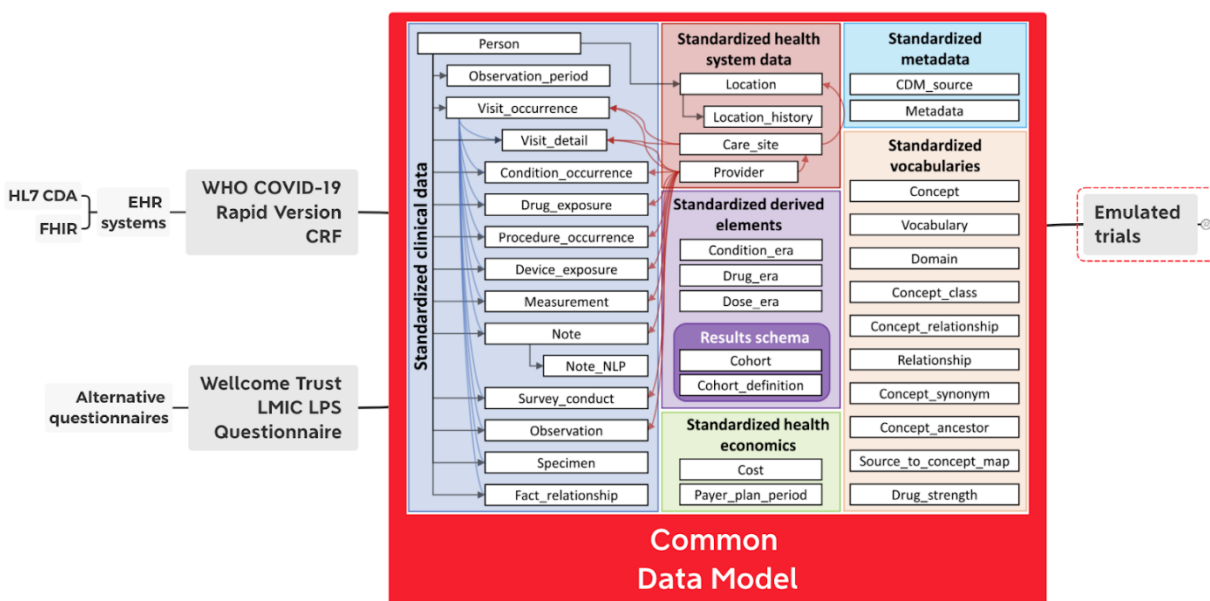 HL7 CDA
FHIR
EHR
systems
WHO COVID-19
Rapid Version
CRF
Alternative
questionnaires
Wellcome Trust
LMIC LPS
Questionnaire
Standardized clinical data
Person
Observation_period
Visit_occurrence
Visit_detail
Condition_occurrence
Drug_exposure
Procedure_occurrence
Device_exposure
Measurement
Note
Note_NLP
Survey_conduct
Observation
Specimen
Fact_relationship
Standardized health
system data
Location
Location_history
Care_site
Provider
Standardized derived
elements
Condition_era
Drug_era
Dose_era
Results schema
Cohort
Cohort_definition
Standardized health
economics
Cost
Payer_plan_period
Standardized
metadata
CDM_source
Metadata
Standardized
vocabularies
Concept
Vocabulary
Domain
Concept_class
Concept_relationship
Relationship
Concept_synonym
Concept_ancestor
Source_to_concept_map
Drug_strength
Common
Data Model
Emulated
trials